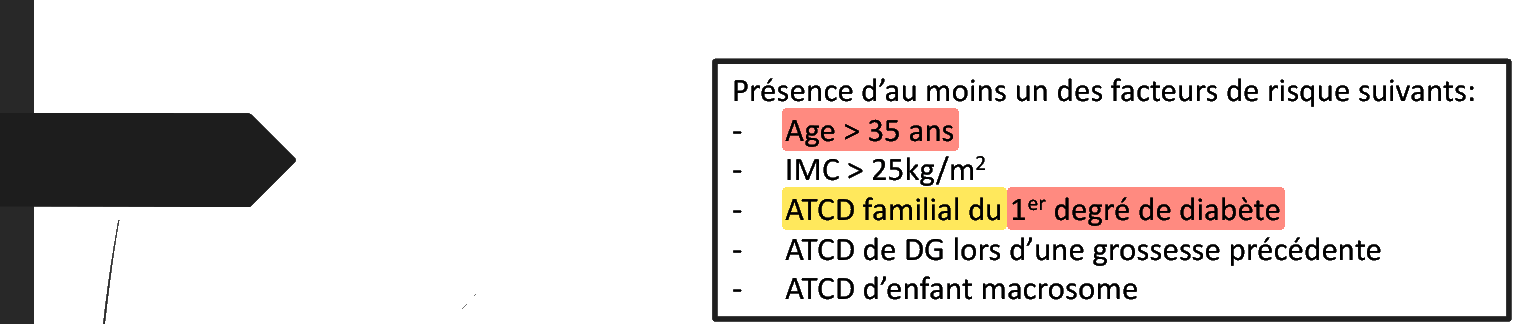 Présence d’au moins un des facteurs de risque suivants:
- Age > 35 ans
- IMC > 25kg/m²
- ATCD familial du 1er degré de diabète
- ATCD de DG lors d’une grossesse précédente
- ATCD d’enfant macrosome